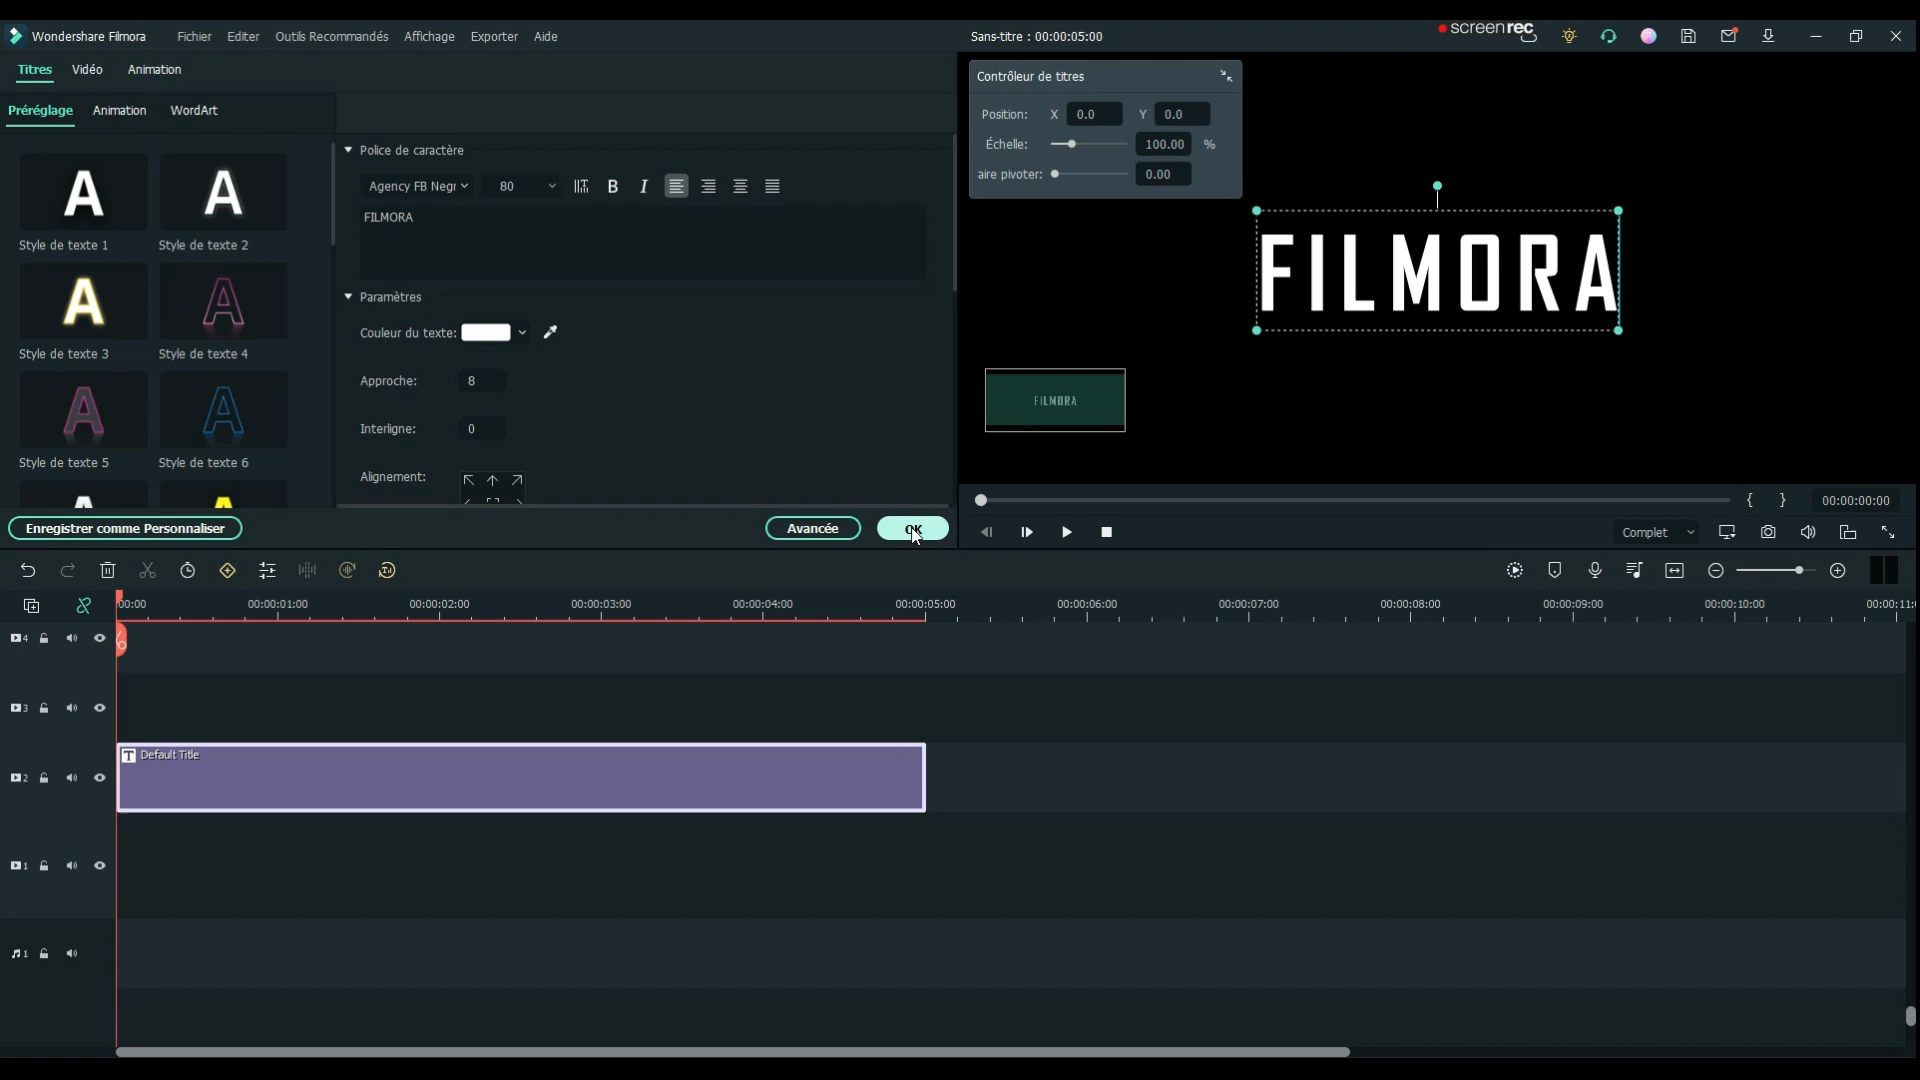 Wondershare Filmora
Fichier
Editer
Outils Recommandés
Affichage
Exporter
Aide
Sans-titre : 00:00:05:00
screenrec
Titres
Vidéo
Animation
Préréglage
Animation
WordArt
A
A
Style de texte 1
Style de texte 2
A
A
Style de texte 3
Style de texte 4
A
A
Style de texte 5
Style de texte 6
Police de caractère
Agency FB Negr
80
B
I
FILMORA
Paramètres
Couleur du texte:
Approche:
8
Interligne:
0
Alignement:
Enregistrer comme Personnaliser
Avancée
OK
Contrôleur de titres
Position:
X
0.0
Y
0.0
Échelle:
100.00
%
aire pivoter:
0.00
FILMORA
FILMORA
{
}
00:00:00:00
Complet
00:00
00:00:01:00
00:00:02:00
00:00:03:00
00:00:04:00
00:00:05:00
00:00:06:00
00:00:07:00
00:00:08:00
00:00:09:00
00:00:10:00
00:00:11:
4
3
T Default Title
2
1
1